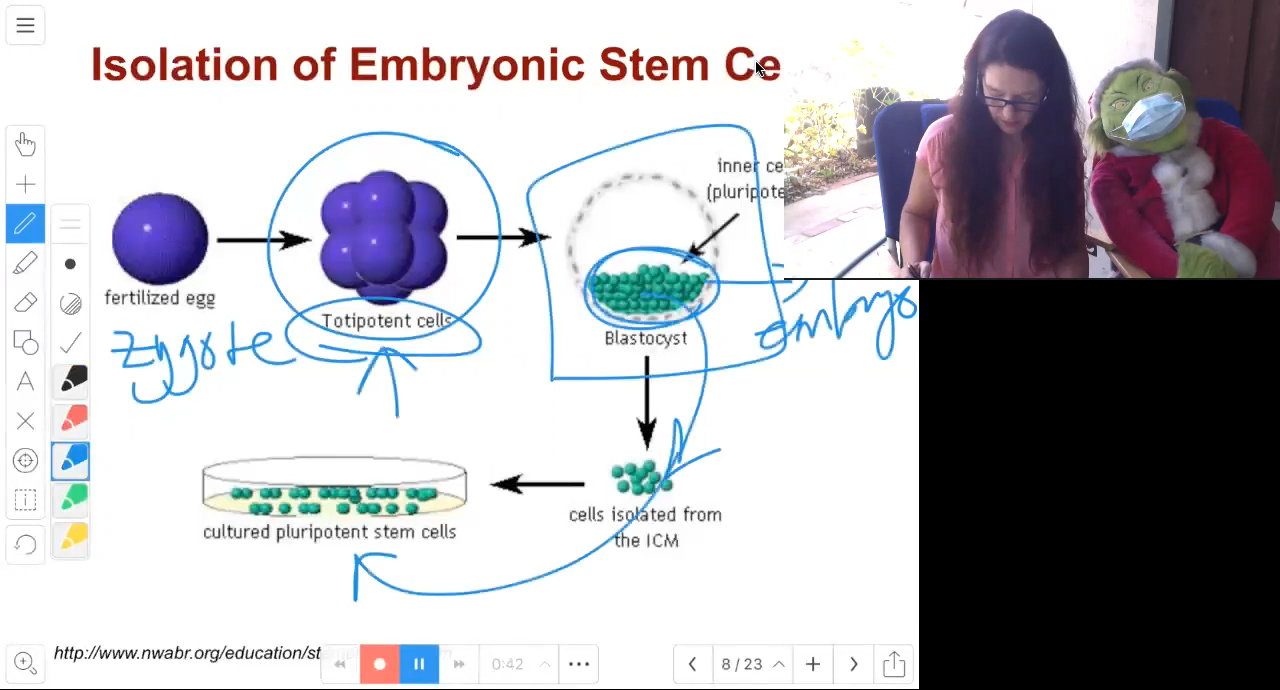 Isolation of Embryonic Stem Ce
inner ce
(pluripote
fertilized egg
Totipotent cells
Blastocyst
zygote
embryo
cells isolated from
the ICM
cultured pluripotent stem cells
http://www.nwabr.org/education/st
0:42
8 / 23